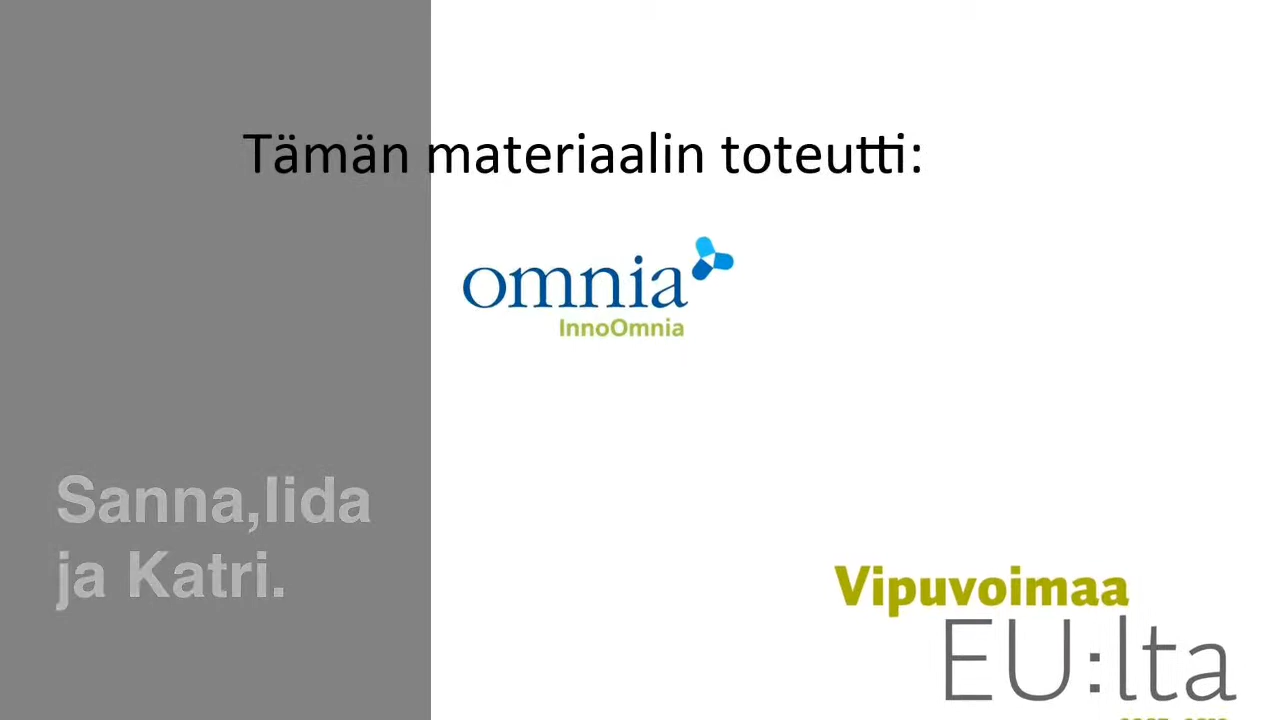 Tämän materiaalin toteutti:
omnia
InnoOmnia
Sanna,Iida
ja Katri.
Vipuvoimaa
EU:lta